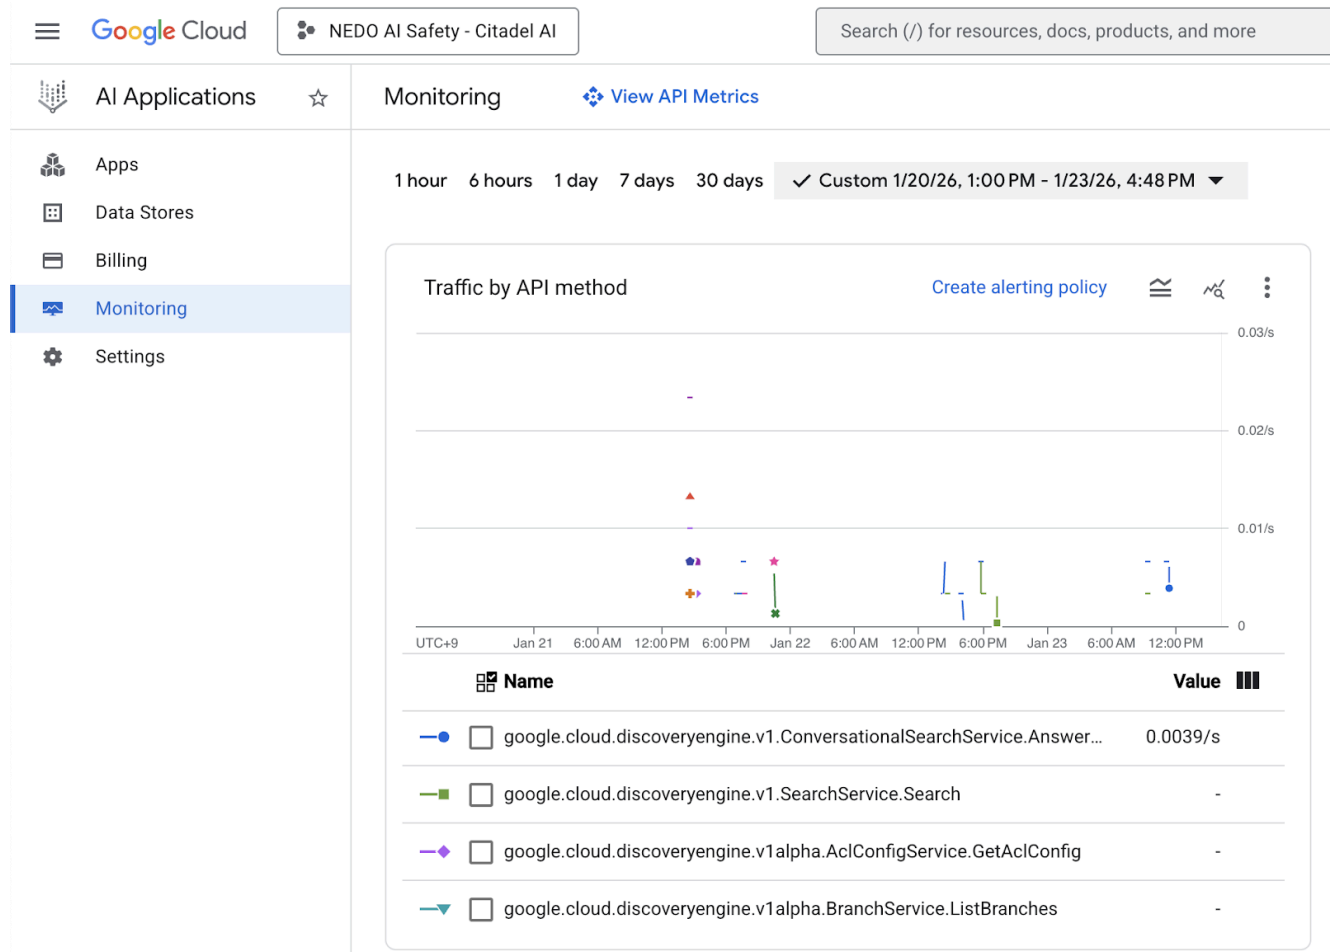 Google Cloud
NEDO AI Safety - Citadel AI
Search (/) for resources, docs, products, and more
AI Applications
Monitoring
View API Metrics
Apps
Data Stores
Billing
Monitoring
Settings
1 hour 6 hours 1 day 7 days 30 days Custom 1/20/26, 1:00 PM - 1/23/26, 4:48 PM
Traffic by API method
Create alerting policy
0.03/s
0.02/s
0.01/s
0
UTC+9 Jan 21 6:00 AM 12:00 PM 6:00 PM Jan 22 6:00 AM 12:00 PM 6:00 PM Jan 23 6:00 AM 12:00 PM
Name Value
google.cloud.discoveryengine.v1.ConversationalSearchService.Answer... 0.0039/s
google.cloud.discoveryengine.v1.SearchService.Search -
google.cloud.discoveryengine.v1alpha.AclConfigService.GetAclConfig -
google.cloud.discoveryengine.v1alpha.BranchService.ListBranches -